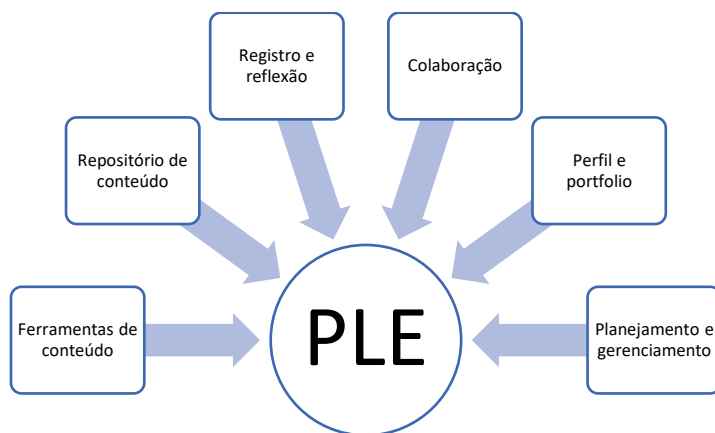 Registro e
reflexão
Colaboração
Repositório de
conteúdo
Perfil e
portfolio
Ferramentas de
conteúdo
PLE
Planejamento e
gerenciamento